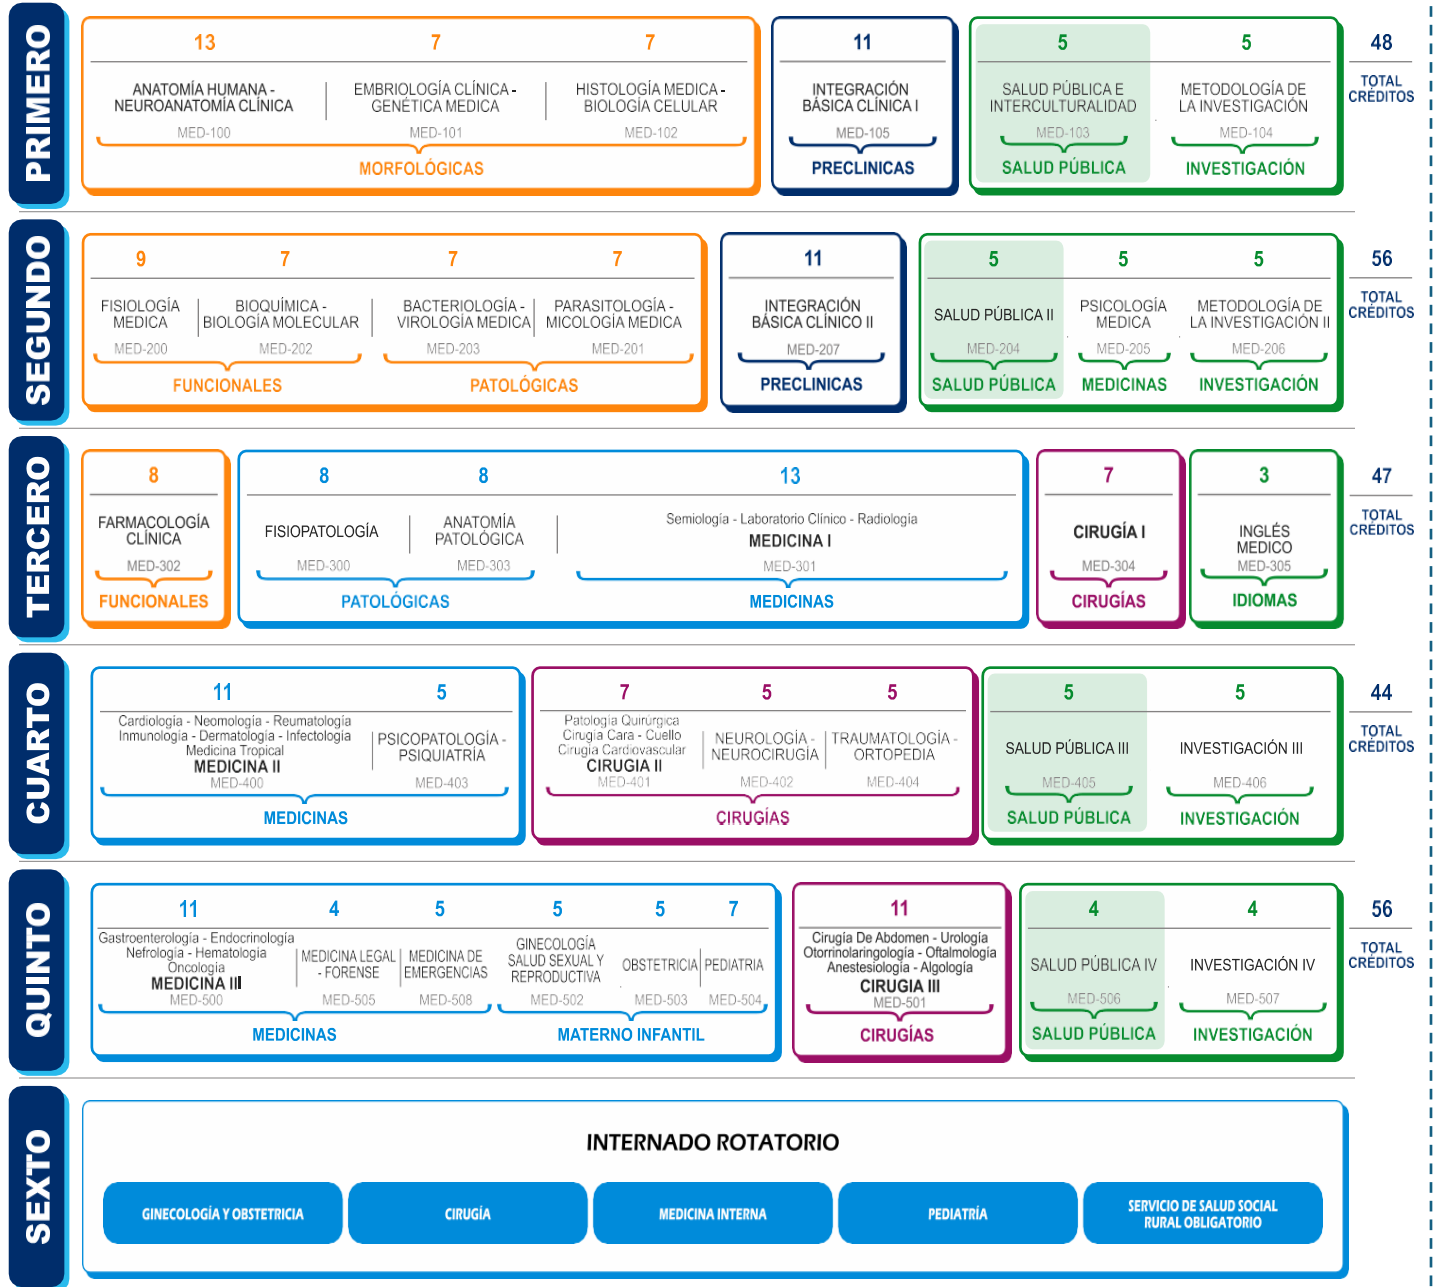 PRIMERO
13
7
7
11
5
5
48
ANATOMÍA HUMANA -
NEUROANATOMÍA CLÍNICA
EMBRIOLOGÍA CLÍNICA -
GENÉTICA MEDICA
HISTOLOGÍA MEDICA -
BIOLOGÍA CELULAR
INTEGRACIÓN
BÁSICA CLÍNICA I
SALUD PÚBLICA E
INTERCULTURALIDAD
METODOLOGÍA DE
LA INVESTIGACIÓN
TOTAL
CRÉDITOS
MED-100
MED-101
MED-102
MED-105
MED-103
MED-104
MORFOLÓGICAS
PRECLINICAS
SALUD PÚBLICA
INVESTIGACIÓN
SEGUNDO
9
7
7
7
11
5
5
5
56
FISIOLOGÍA
MEDICA
BIOQUÍMICA -
BIOLOGÍA MOLECULAR
BACTERIOLOGÍA -
VIROLOGÍA MEDICA
PARASITOLOGÍA -
MICOLOGÍA MEDICA
INTEGRACIÓN
BÁSICA CLÍNICO II
SALUD PÚBLICA II
PSICOLOGÍA
MEDICA
METODOLOGÍA DE
LA INVESTIGACIÓN II
TOTAL
CRÉDITOS
MED-200
MED-202
MED-203
MED-201
MED-207
MED-204
MED-205
MED-206
FUNCIONALES
PATOLÓGICAS
PRECLINICAS
SALUD PÚBLICA
MEDICINAS
INVESTIGACIÓN
TERCERO
8
8
8
13
7
3
47
FARMACOLOGÍA
CLÍNICA
FISIOPATOLOGÍA
ANATOMÍA
PATOLÓGICA
Semiología - Laboratorio Clínico - Radiología
MEDICINA I
CIRUGÍA I
INGLÉS
MEDICO
TOTAL
CRÉDITOS
MED-302
MED-300
MED-303
MED-301
MED-304
MED-305
FUNCIONALES
PATOLÓGICAS
MEDICINAS
CIRUGÍAS
IDIOMAS
CUARTO
11
5
7
5
5
5
5
44
Cardiología - Neomología - Reumatología
Inmunología - Dermatología - Infectología
Medicina Tropical
MEDICINA II
PSICOPATOLOGÍA -
PSIQUIATRÍA
Patología Quirúrgica
Cirugía Cara - Cuello
Cirugía Cardiovascular
CIRUGIA II
NEUROLOGÍA -
NEUROCIRUGÍA
TRAUMATOLOGÍA -
ORTOPEDIA
SALUD PÚBLICA III
INVESTIGACIÓN III
TOTAL
CRÉDITOS
MED-400
MED-403
MED-401
MED-402
MED-404
MED-405
MED-406
MEDICINAS
CIRUGÍAS
SALUD PÚBLICA
INVESTIGACIÓN
QUINTO
11
4
5
5
5
7
11
4
4
56
Gastroenterología - Endocrinología
Nefrología - Hematología
Oncología
MEDICINA III
MEDICINA LEGAL
- FORENSE
MEDICINA DE
EMERGENCIAS
GINECOLOGÍA
SALUD SEXUAL Y
REPRODUCTIVA
OBSTETRICIA
PEDIATRIA
Cirugía De Abdomen - Urología
Otorrinolaringología - Oftalmología
Anestesiología - Algología
CIRUGIA III
SALUD PÚBLICA IV
INVESTIGACIÓN IV
TOTAL
CRÉDITOS
MED-500
MED-505
MED-508
MED-502
MED-503
MED-504
MED-501
MED-506
MED-507
MEDICINAS
MATERNO INFANTIL
CIRUGÍAS
SALUD PÚBLICA
INVESTIGACIÓN
SEXTO
INTERNADO ROTATORIO
GINECOLOGÍA Y OBSTETRICIA
CIRUGÍA
MEDICINA INTERNA
PEDIATRÍA
SERVICIO DE SALUD SOCIAL
RURAL OBLIGATORIO